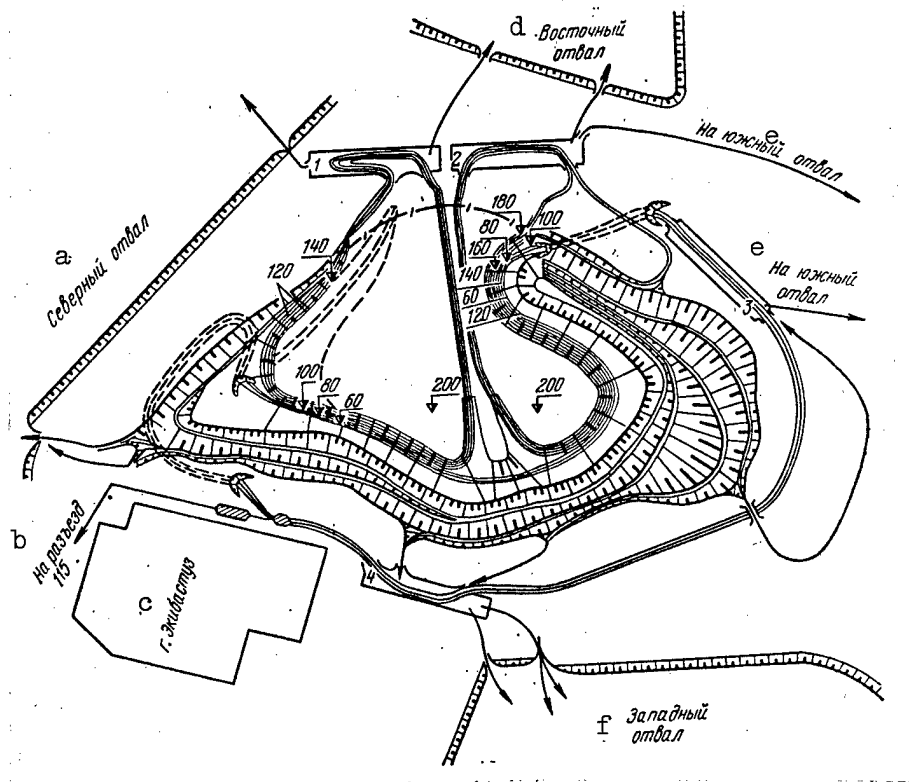 d Восточный
отвал
e
На южный отвал
1
2
180
80
100
160
140
140
60
120
120
a
Северный отвал
e
На южный
отвал
3
100
80
60
200
200
b
На разъезд
115
c
г. Экибастуз
4
f Западный
отвал